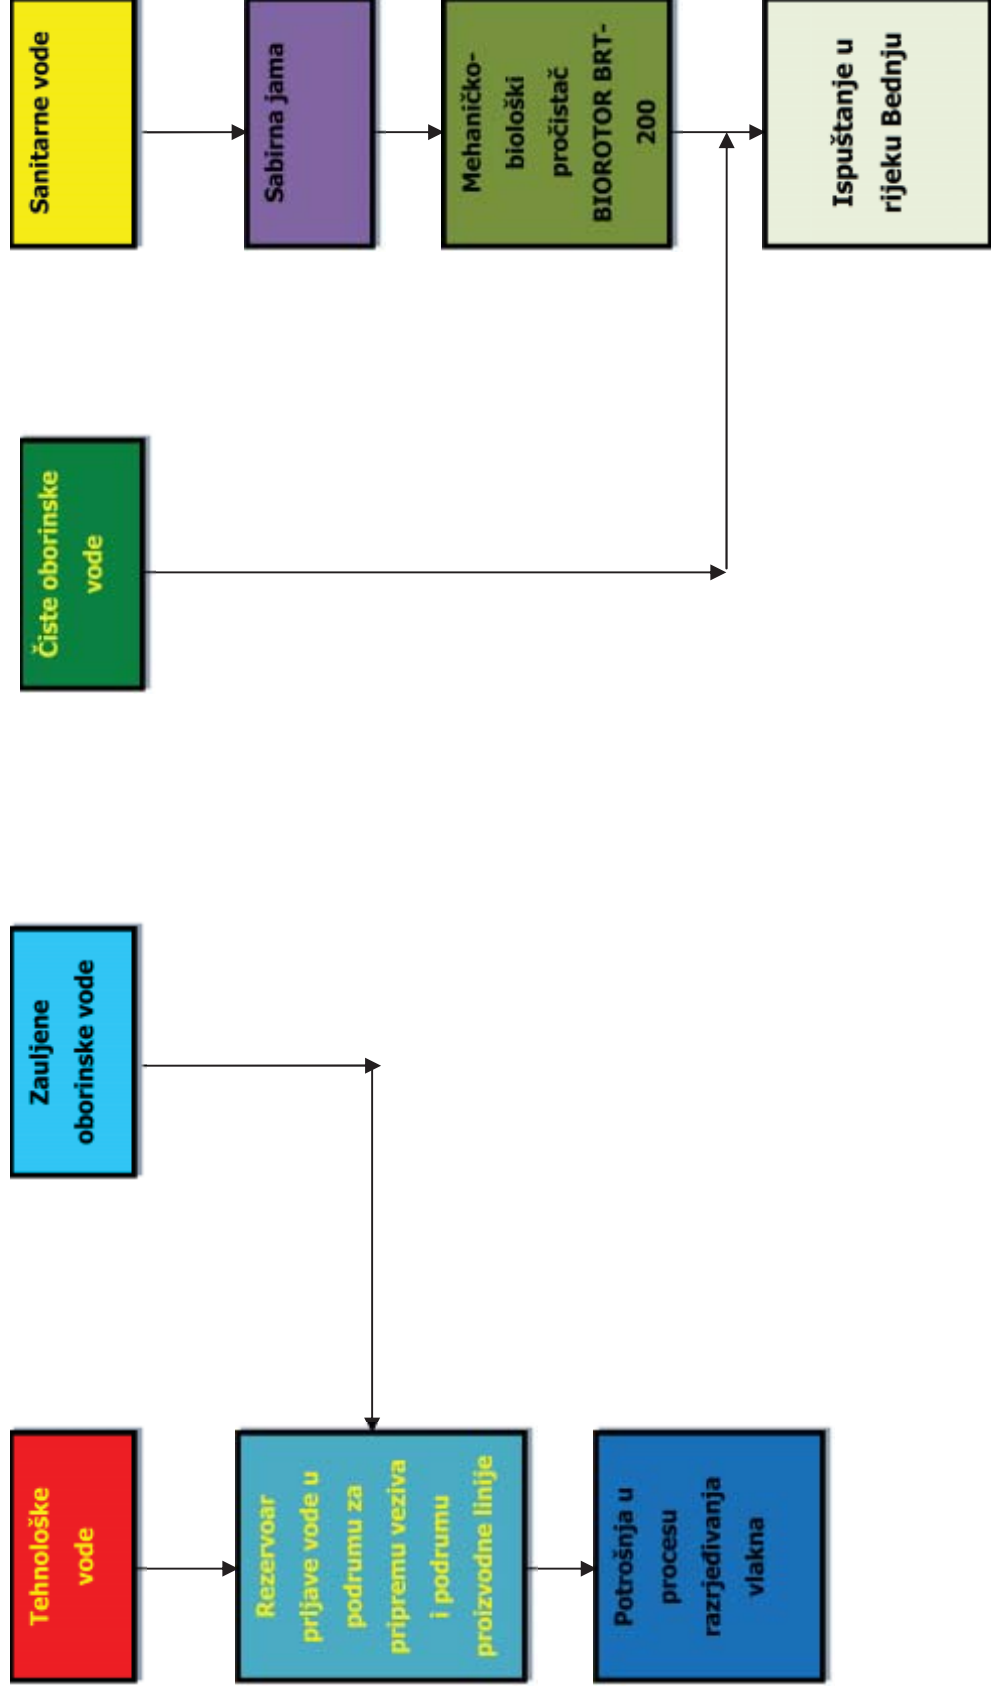 Tehnološke
vode
Rezervoar
prljave vode u
podrumu za
pripremu veziva
i podrumu
proizvodne linije
Potrošnja u
procesu
razrjeđivanja
vlakna
Zauljene
oborinske vode
Čiste oborinske
vode
Sanitarne vode
Sabirna jama
Mehaničko-
biološki
pročistač
BIOROTOR BRT-
200
Ispuštanje u
rijeku Bednju